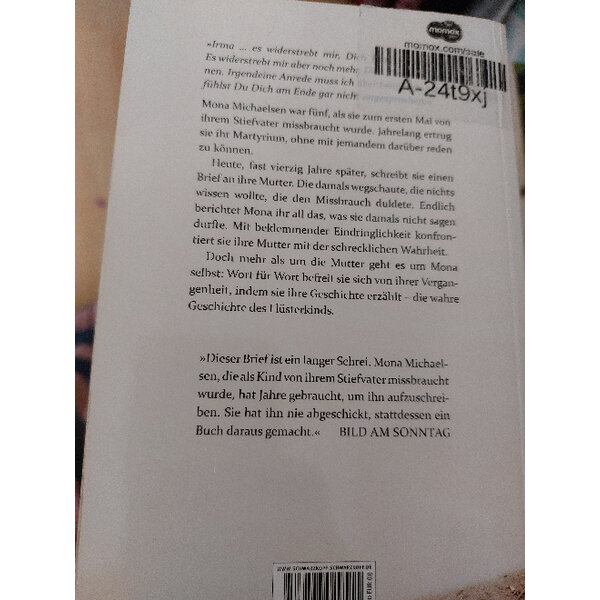 momox
momox.com/sale
A-24t9xj
»Irma ... es widerstrebt mir, Dich
Es widerstrebt mir aber noch mehr,
nen. Irgendeine Anrede muss ich
fühlst Du Dich am Ende gar nicht
Mona Michaelsen war fünf, als sie zum ersten Mal von
ihrem Stiefvater missbraucht wurde. Jahrelang ertrug
sie ihr Martyrium, ohne mit jemandem darüber reden
zu können.
Heute, fast vierzig Jahre später, schreibt sie einen
Brief an ihre Mutter. Die damals wegschaute, die nichts
wissen wollte, die den Missbrauch duldete. Endlich
berichtet Mona ihr all das, was sie damals nicht sagen
durfte. Mit beklemmender Eindringlichkeit konfron-
tiert sie ihre Mutter mit der schrecklichen Wahrheit.
Doch mehr als um die Mutter geht es um Mona
selbst: Wort für Wort befreit sie sich von ihrer Vergan-
genheit, indem sie ihre Geschichte erzählt – die wahre
Geschichte des Flüsterkinds.
»Dieser Brief ist ein langer Schrei. Mona Michael-
sen, die als Kind von ihrem Stiefvater missbraucht
wurde, hat Jahre gebraucht, um ihn aufzuschrei-
ben. Sie hat ihn nie abgeschickt, stattdessen ein
Buch daraus gemacht.« BILD AM SONNTAG
WWW.SCHWARZKOPF-SCHWARZKOPF.DE